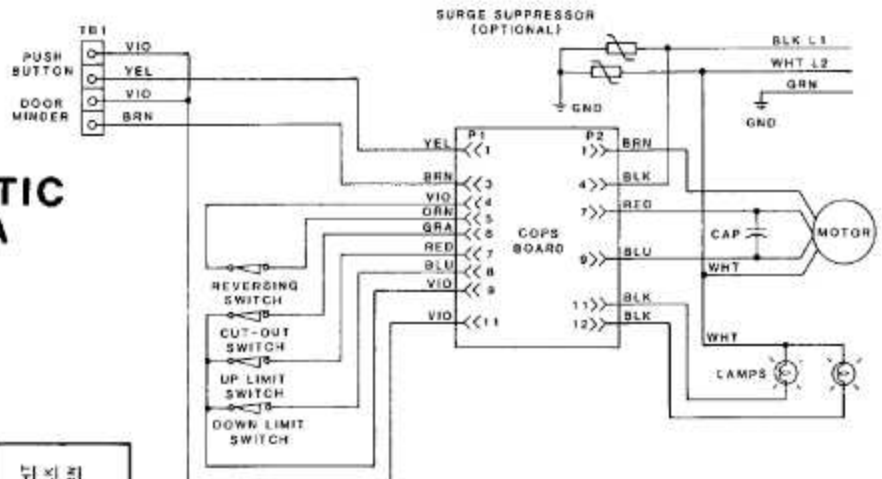 TB1
PUSH BUTTON
VIO
YEL
DOOR MINDER
VIO
BRN
SURGE SUPPRESSOR
(OPTIONAL)
BLK L1
WHT L2
GRN
GND
GND
TIC
A
P1
P2
COPS BOARD
YEL 1
BRN 3
VIO 4
ORN 5
GRA 6
RED 7
BLU 8
VIO 9
VIO 11
1 BRN
4 BLK
7 RED
9 BLU
11 BLK
12 BLK
REVERSING
SWITCH
CUT-OUT
SWITCH
UP LIMIT
SWITCH
DOWN LIMIT
SWITCH
CAP
MOTOR
WHT
WHT
LAMPS